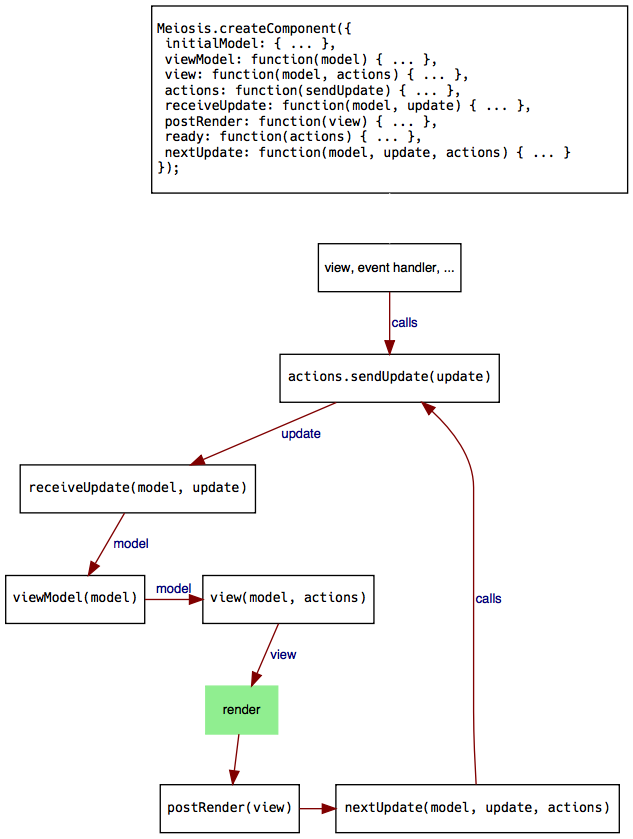 Meiosis.createComponent({
 initialModel: { ... },
 viewModel: function(model) { ... },
 view: function(model, actions) { ... },
 actions: function(sendUpdate) { ... },
 receiveUpdate: function(model, update) { ... },
 postRender: function(view) { ... },
 ready: function(actions) { ... },
 nextUpdate: function(model, update, actions) { ... }
});
view, event handler, ...
calls
actions.sendUpdate(update)
update
receiveUpdate(model, update)
model
viewModel(model)
model
view(model, actions)
calls
view
render
postRender(view)
nextUpdate(model, update, actions)